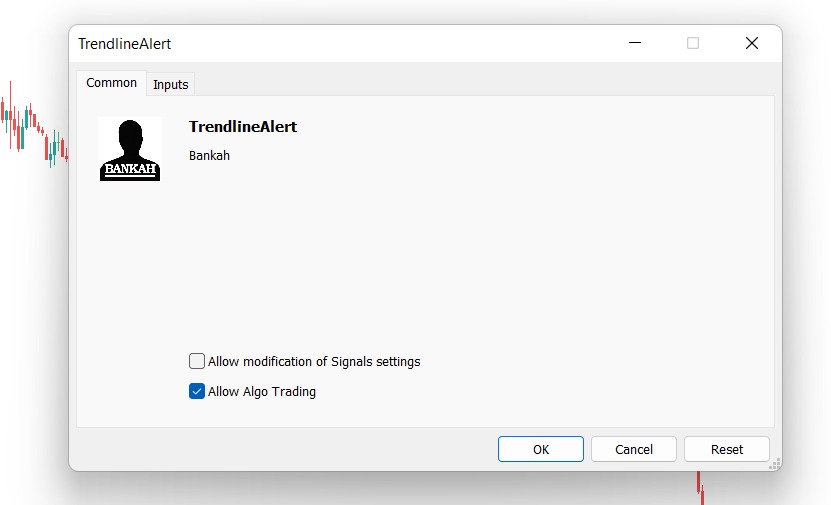 TrendlineAlert
Common Inputs
TrendlineAlert
Bankah
BANKAH
Allow modification of Signals settings
Allow Algo Trading
OK Cancel Reset